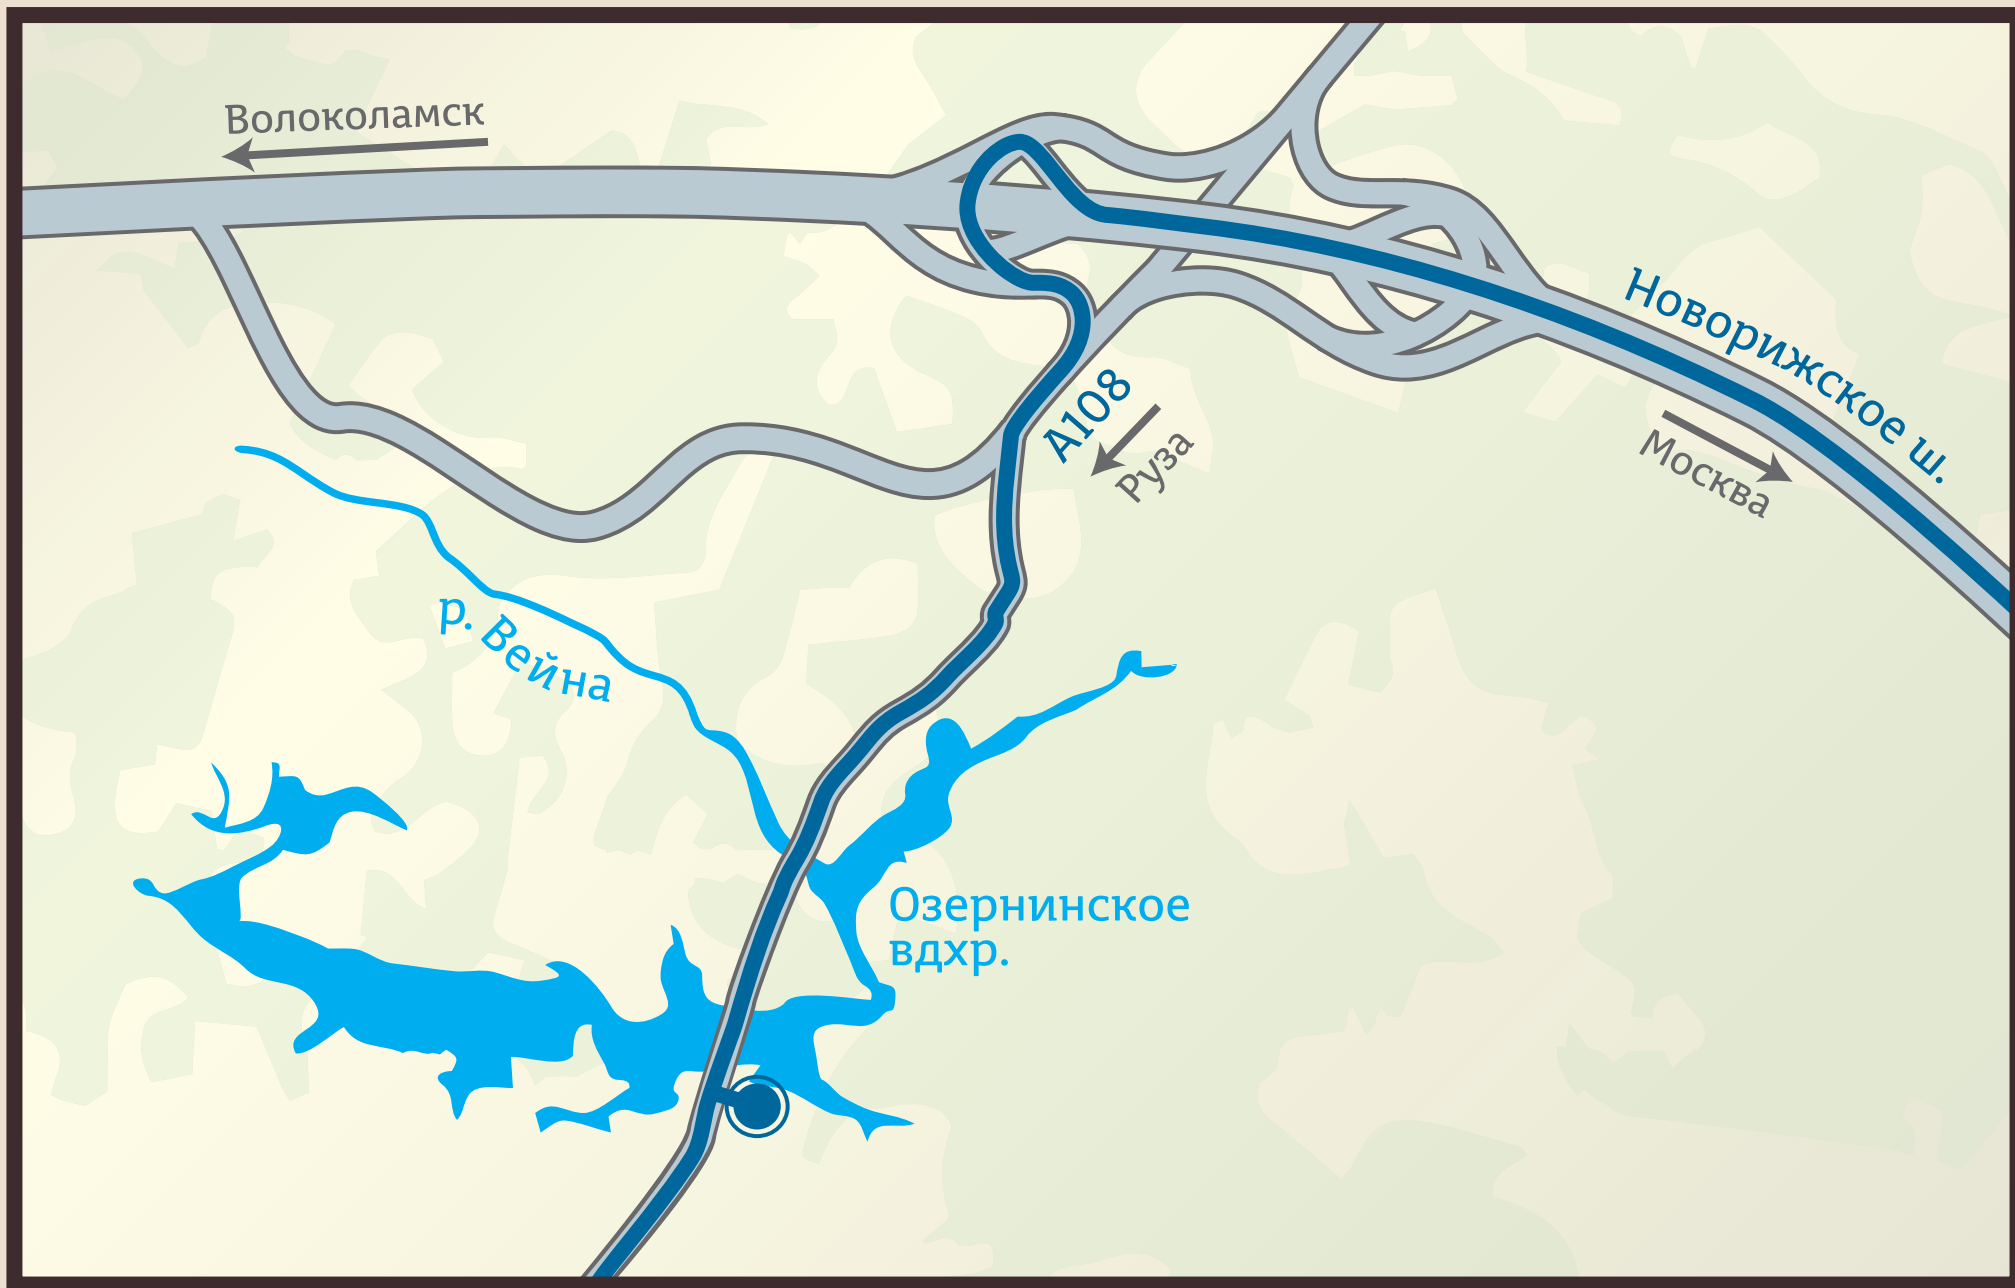 Волоколамск
Новорижское ш.
А108
Руза
Москва
р. Вейна
Озернинское
вдхр.